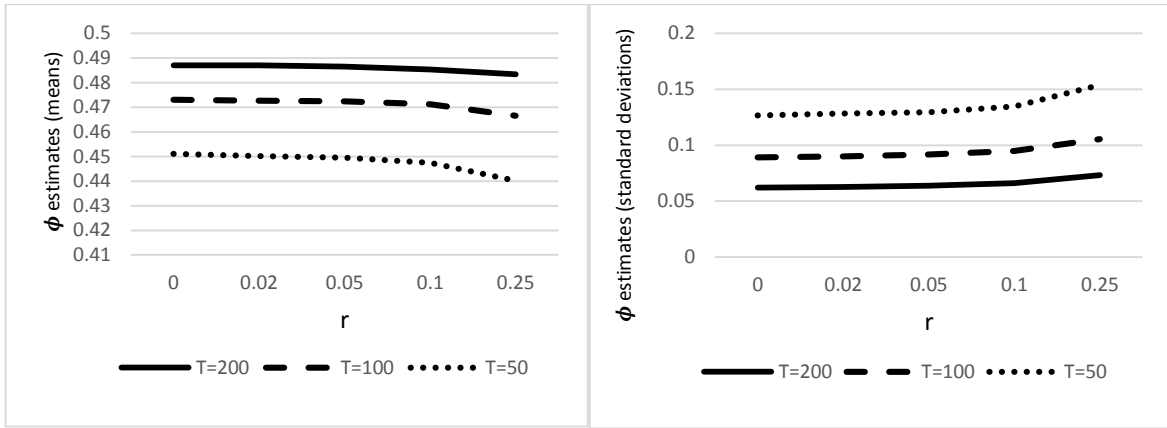 ϕ estimates (means)
0.5
0.49
0.48
0.47
0.46
0.45
0.44
0.43
0.42
0.41
0 0.02 0.05 0.1 0.25
r
T=200 T=100 T=50
ϕ estimates (standard deviations)
0.2
0.15
0.1
0.05
0
0 0.02 0.05 0.1 0.25
r
T=200 T=100 T=50